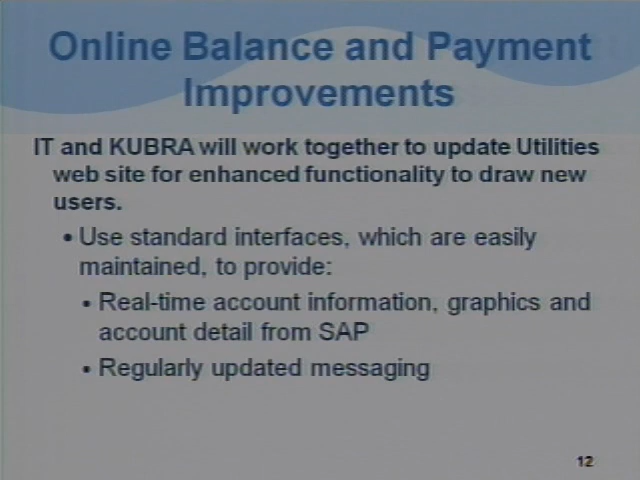 Online Balance and Payment
Improvements
IT and KUBRA will work together to update Utilities
web site for enhanced functionality to draw new
users.
• Use standard interfaces, which are easily
maintained, to provide:
• Real-time account information, graphics and
account detail from SAP
• Regularly updated messaging
12